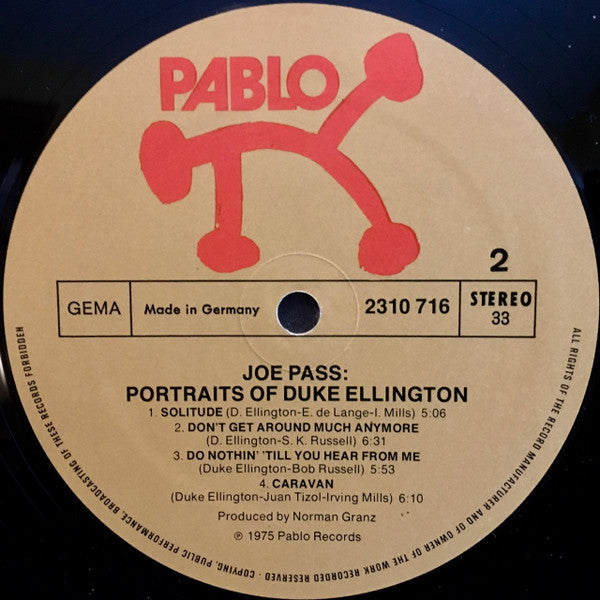 PABLO
2
GEMA
Made in Germany
2310 716
STEREO
33
JOE PASS:
PORTRAITS OF DUKE ELLINGTON
1. SOLITUDE (D. Ellington-E. de Lange-I. Mills) 5:06
2. DON'T GET AROUND MUCH ANYMORE
(D. Ellington-S. K. Russell) 6:31
3. DO NOTHIN' 'TILL YOU HEAR FROM ME
(Duke Ellington-Bob Russell) 5:53
4. CARAVAN
(Duke Ellington-Juan Tizol-Irving Mills) 6:10
Produced by Norman Granz
℗ 1975 Pablo Records
ALL RIGHTS OF THE RECORD MANUFACTURER AND OF OWNER OF THE WORK RECORDED RESERVED - COPYING, PUBLIC PERFORMANCE, BROADCASTING OF THESE RECORDS FORBIDDEN